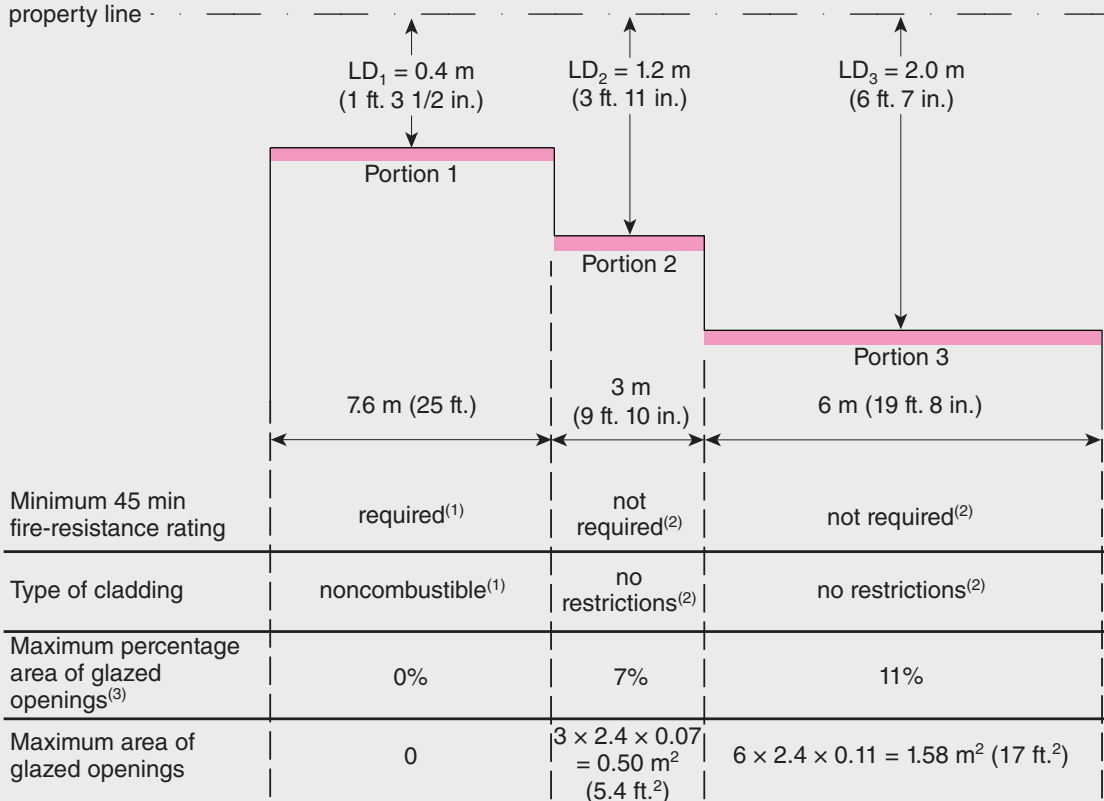 property line
LD₁ = 0.4 m
(1 ft. 3 1/2 in.)
LD₂ = 1.2 m
(3 ft. 11 in.)
LD₃ = 2.0 m
(6 ft. 7 in.)
Portion 1
Portion 2
Portion 3
7.6 m (25 ft.)
3 m
(9 ft. 10 in.)
6 m (19 ft. 8 in.)
Minimum 45 min
fire-resistance rating
required⁽¹⁾
not
required⁽²⁾
not required⁽²⁾
Type of cladding
noncombustible⁽¹⁾
no
restrictions⁽²⁾
no restrictions⁽²⁾
Maximum percentage
area of glazed
openings⁽³⁾
0%
7%
11%
Maximum area of
glazed openings
0
3 × 2.4 × 0.07
= 0.50 m²
(5.4 ft.²)
6 × 2.4 × 0.11 = 1.58 m² (17 ft.²)